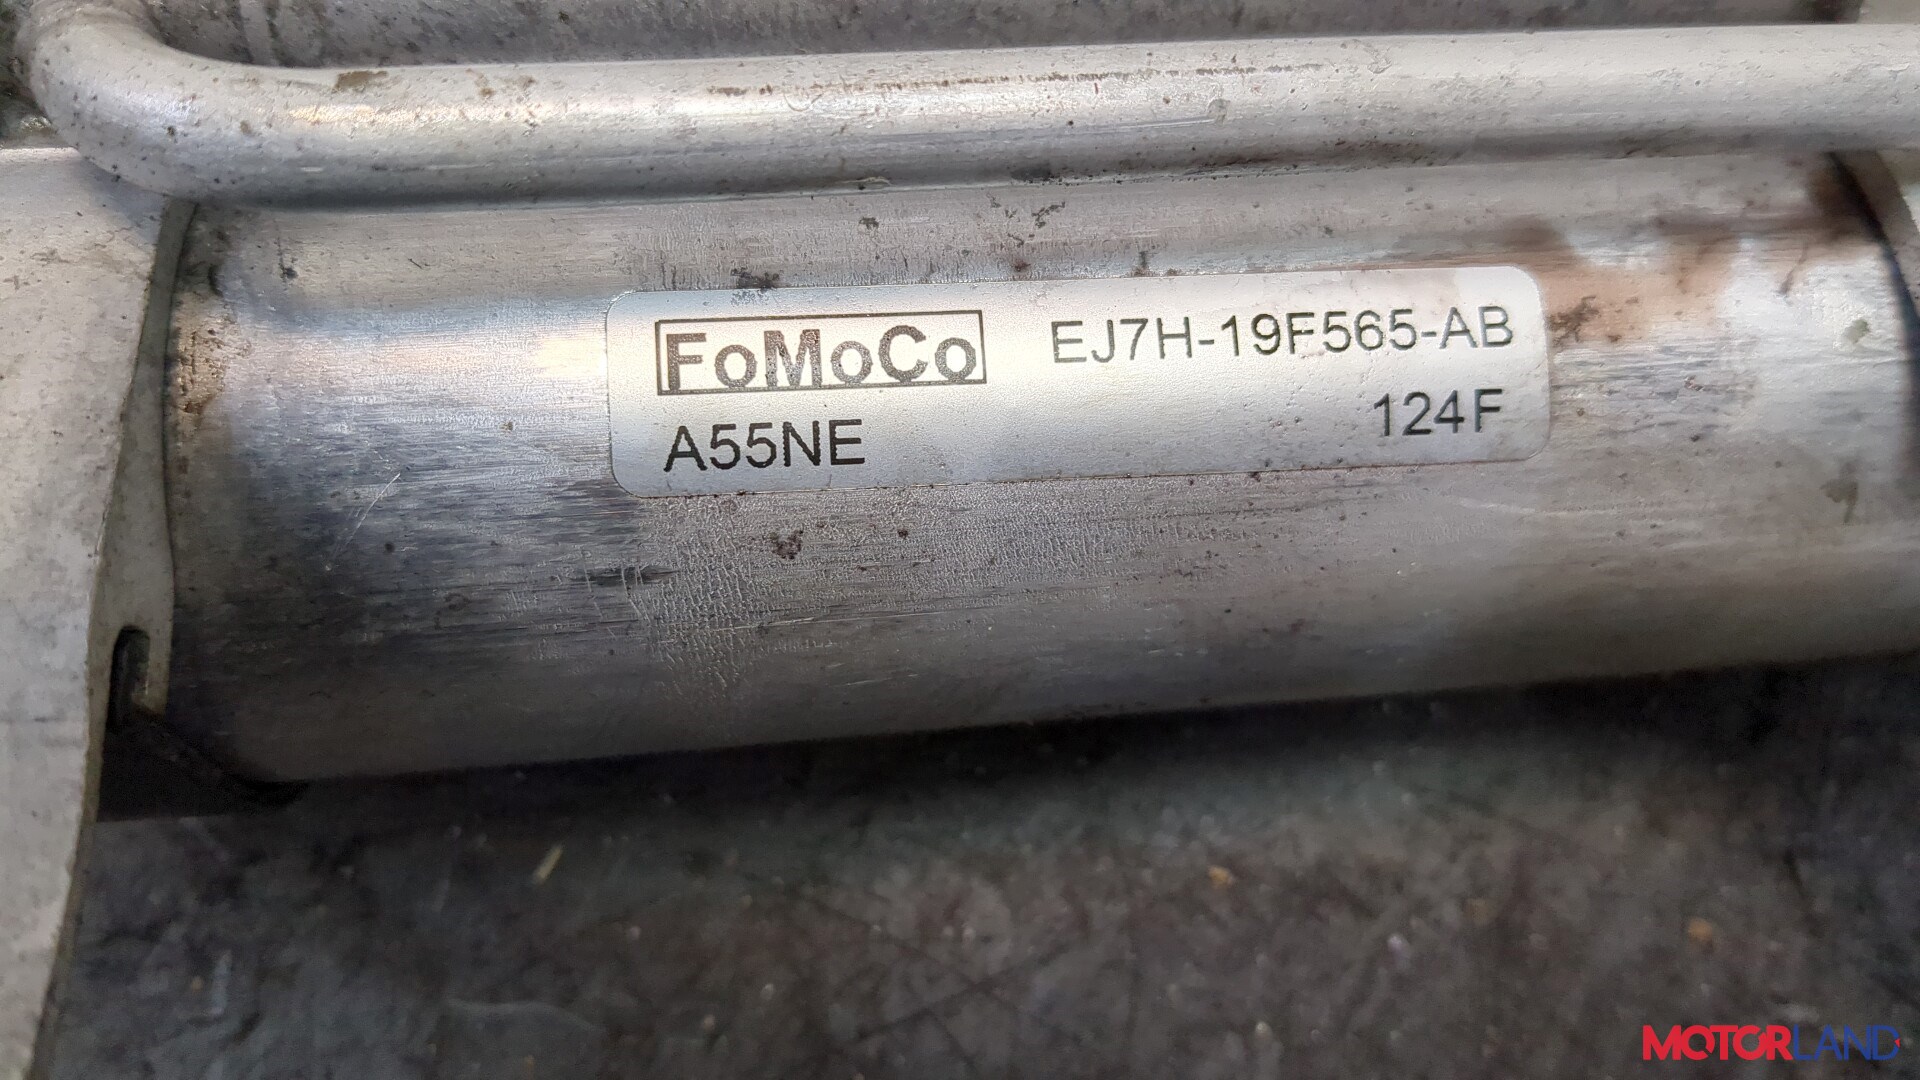 FoMoCo EJ7H-19F565-AB
A55NE 124F
MOTORLAND